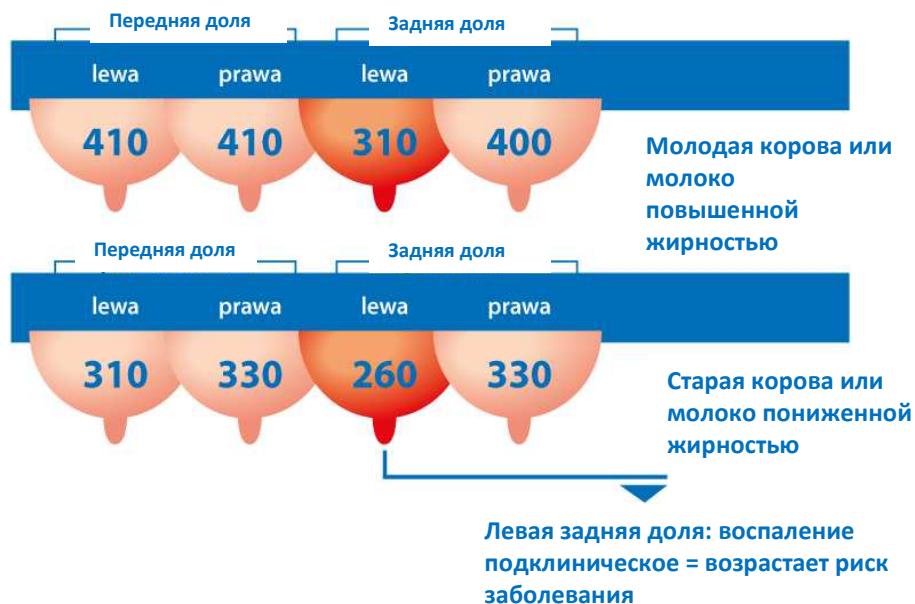 Передняя доля Задняя доля
lewa prawa lewa prawa
410 410 310 400
Молодая корова или
молоко
повышенной
жирностью
Передняя доля Задняя доля
lewa prawa lewa prawa
310 330 260 330
Старая корова или
молоко пониженной
жирностью
Левая задняя доля: воспаление
подклиническое = возрастает риск
заболевания